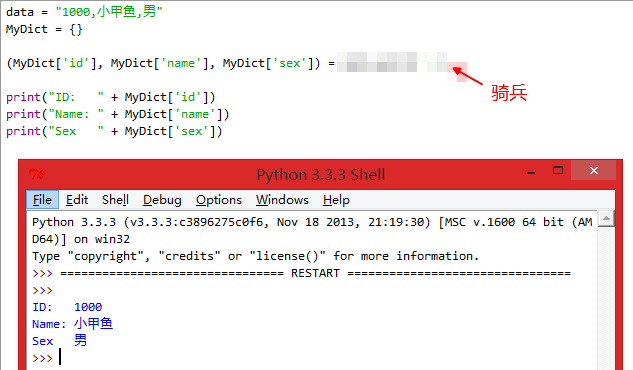 data = "1000,小甲鱼,男"
MyDict = {}
(MyDict['id'], MyDict['name'], MyDict['sex']) =
骑兵
print("ID:   " + MyDict['id'])
print("Name: " + MyDict['name'])
print("Sex   " + MyDict['sex'])
Python 3.3.3 Shell
File Edit Shell Debug Options Windows Help
Python 3.3.3 (v3.3.3:c3896275c0f6, Nov 18 2013, 21:19:30) [MSC v.1600 64 bit (AM
D64)] on win32
Type "copyright", "credits" or "license()" for more information.
>>> ================================ RESTART ================================
>>>
ID:   1000
Name: 小甲鱼
Sex   男
>>>